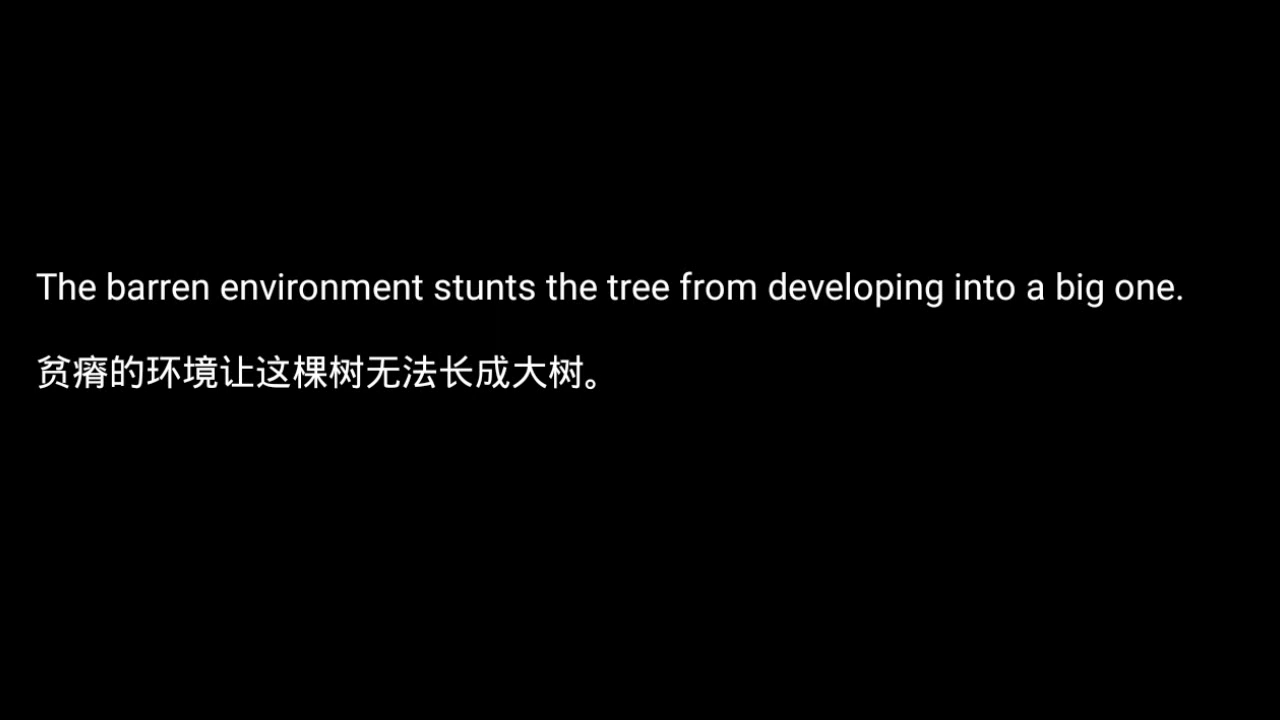 The barren environment stunts the tree from developing into a big one.
贫瘠的环境让这棵树无法长成大树。